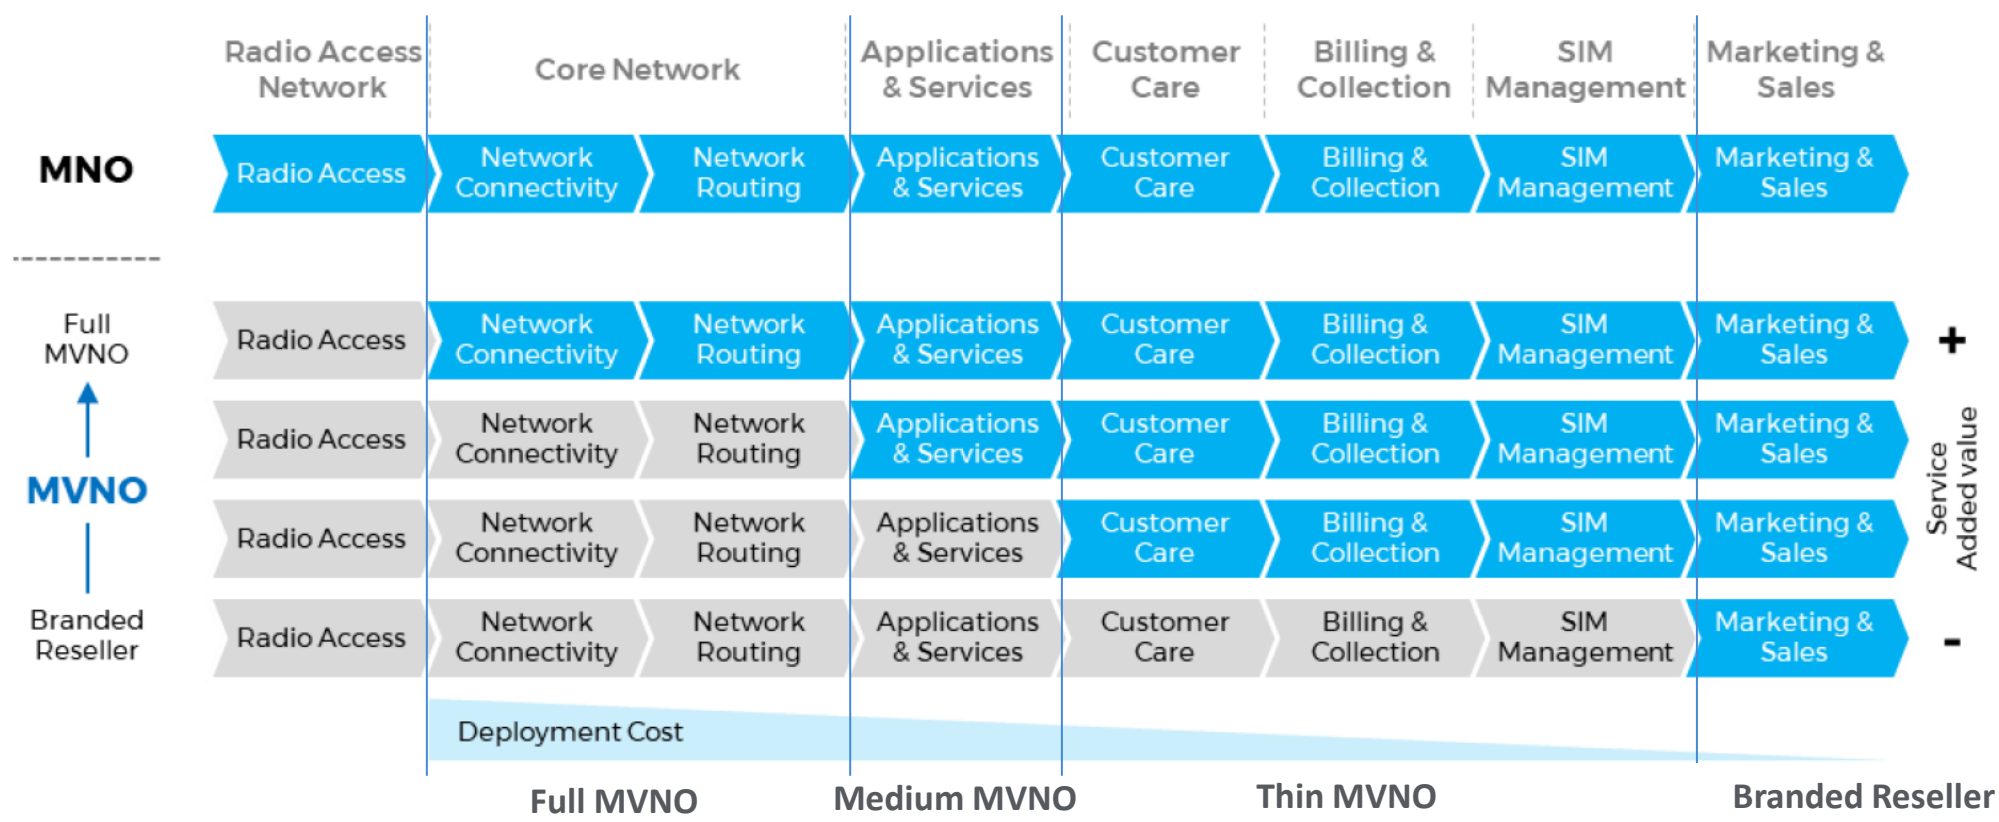 Radio Access
Network
Core Network
Applications
& Services
Customer
Care
Billing &
Collection
SIM
Management
Marketing &
Sales
MNO
Radio Access
Network
Connectivity
Network
Routing
Applications
& Services
Customer
Care
Billing &
Collection
SIM
Management
Marketing &
Sales
Full
MVNO
Radio Access
Network
Connectivity
Network
Routing
Applications
& Services
Customer
Care
Billing &
Collection
SIM
Management
Marketing &
Sales
+
MVNO
Radio Access
Network
Connectivity
Network
Routing
Applications
& Services
Customer
Care
Billing &
Collection
SIM
Management
Marketing &
Sales
Service
Added value
Radio Access
Network
Connectivity
Network
Routing
Applications
& Services
Customer
Care
Billing &
Collection
SIM
Management
Marketing &
Sales
Branded
Reseller
Radio Access
Network
Connectivity
Network
Routing
Applications
& Services
Customer
Care
Billing &
Collection
SIM
Management
Marketing &
Sales
-
Deployment Cost
Full MVNO
Medium MVNO
Thin MVNO
Branded Reseller